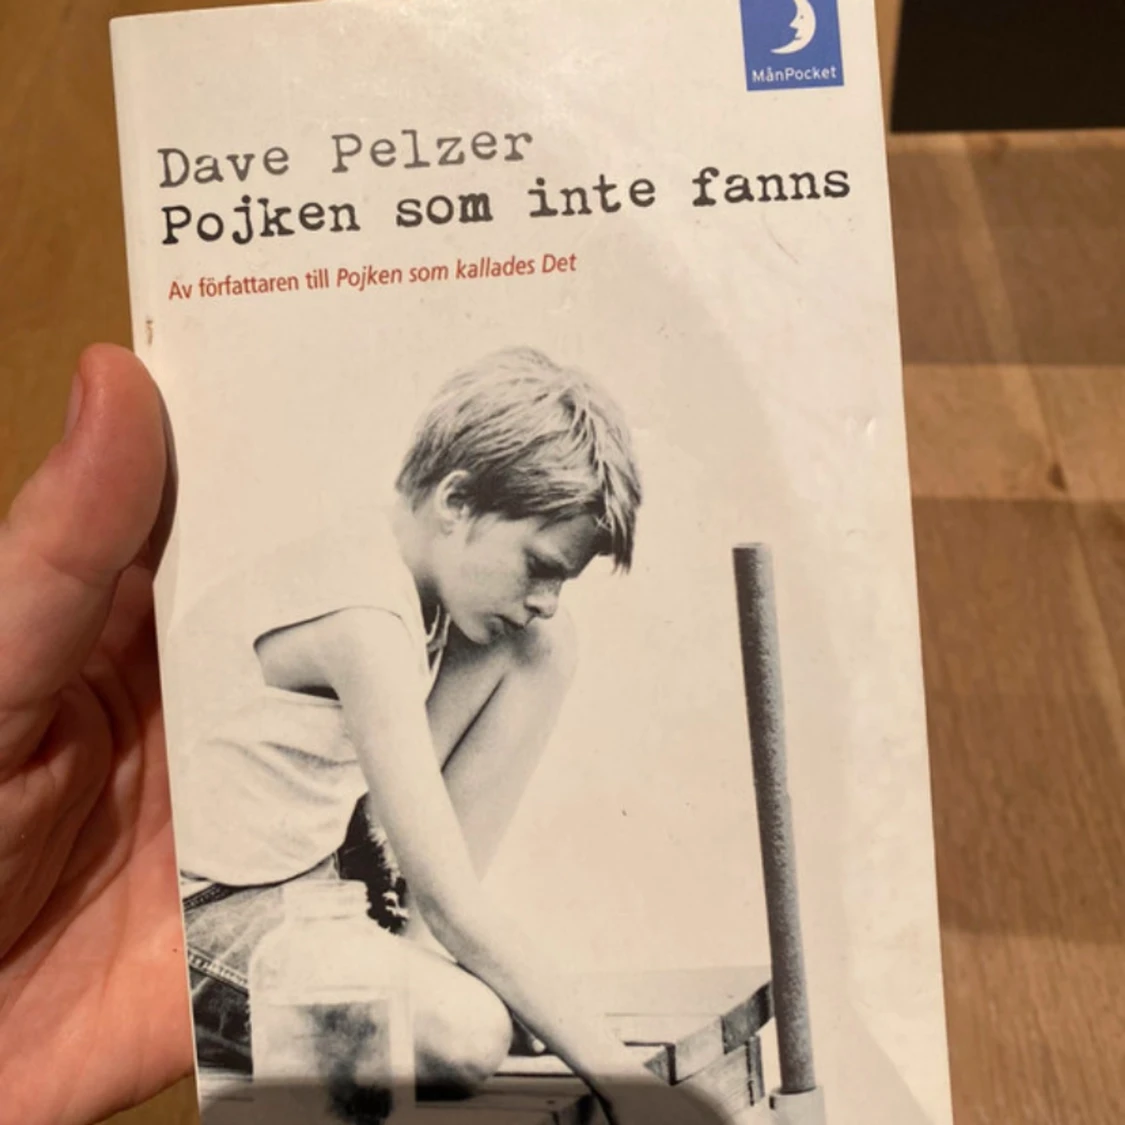 MånPocket
Dave Pelzer
Pojken som inte fanns
Av författaren till Pojken som kallades Det